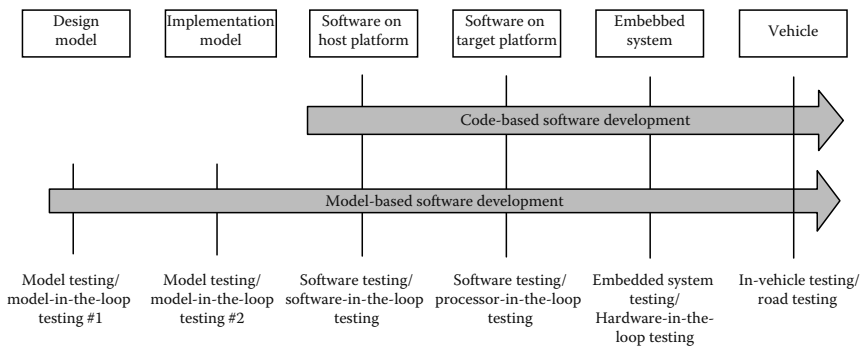 Design
model
Implementation
model
Software on
host platform
Software on
target platform
Embebbed
system
Vehicle
Code-based software development
Model-based software development
Model testing/
model-in-the-loop
testing #1
Model testing/
model-in-the-loop
testing #2
Software testing/
software-in-the-loop
testing
Software testing/
processor-in-the-loop
testing
Embedded system
testing/
Hardware-in-the-
loop testing
In-vehicle testing/
road testing